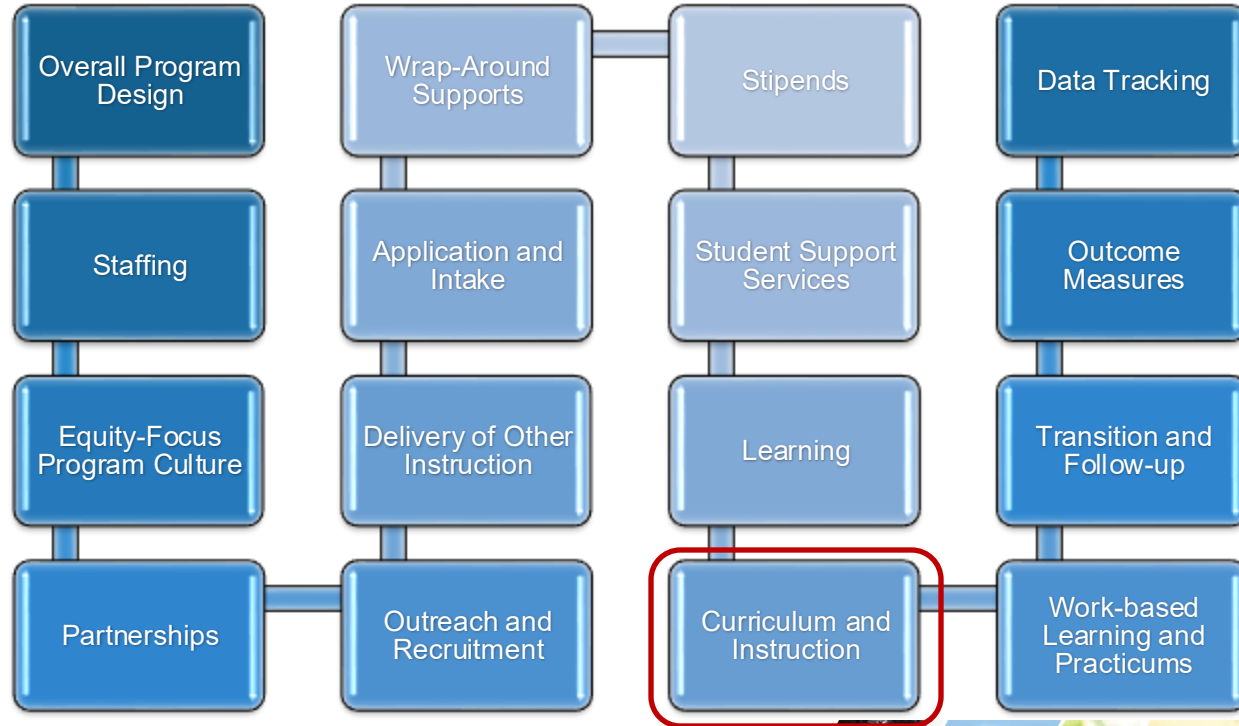 Overall Program
Design
Staffing
Equity-Focus
Program Culture
Partnerships
Outreach and
Recruitment
Delivery of Other
Instruction
Application and
Intake
Wrap-Around
Supports
Stipends
Student Support
Services
Learning
Curriculum and
Instruction
Work-based
Learning and
Practicums
Transition and
Follow-up
Outcome
Measures
Data Tracking